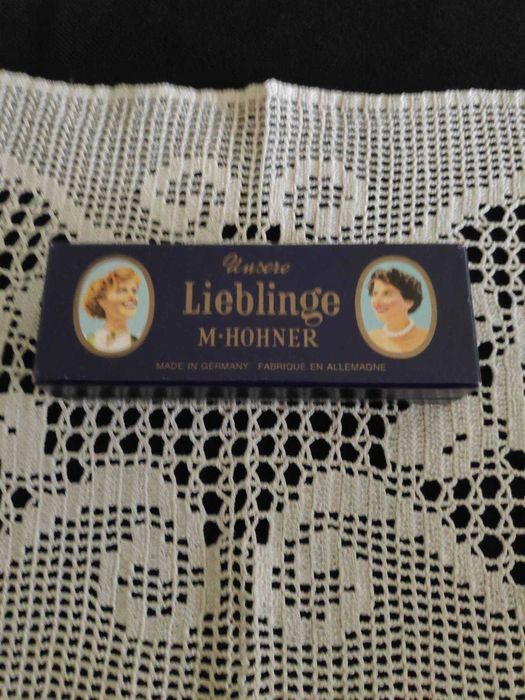 Unsere
Lieblinge
M·HOHNER
MADE IN GERMANY FABRIQUE EN ALLEMAGNE